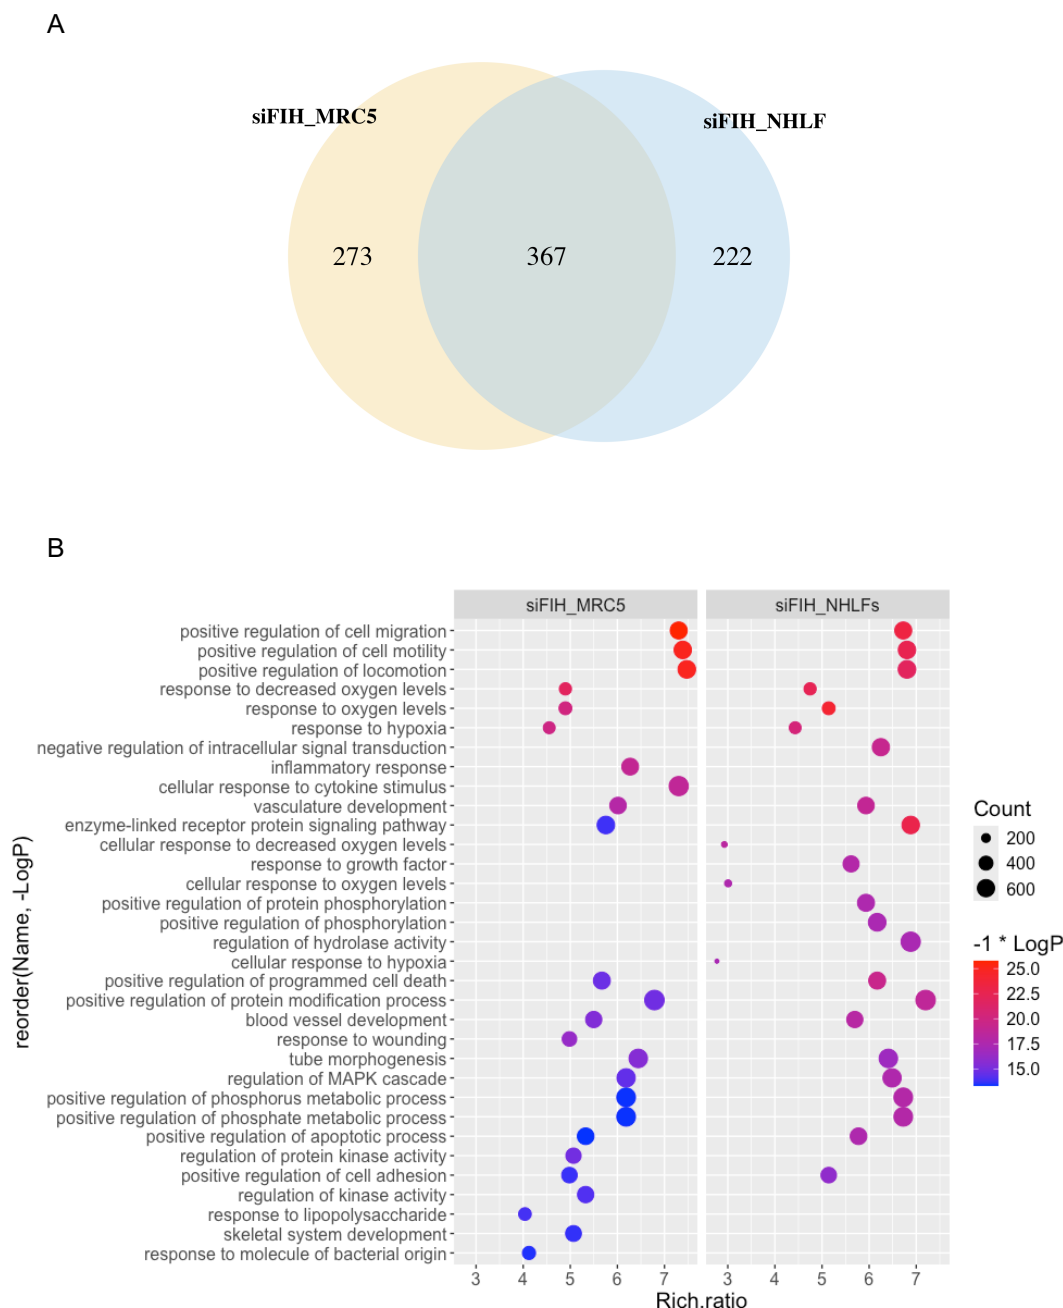 A
siFIH_MRC5
siFIH_NHLF
273
367
222
B
siFIH_MRC5
siFIH_NHLFs
positive regulation of cell migration
positive regulation of cell motility
positive regulation of locomotion
response to decreased oxygen levels
response to oxygen levels
response to hypoxia
negative regulation of intracellular signal transduction
inflammatory response
cellular response to cytokine stimulus
vasculature development
enzyme-linked receptor protein signaling pathway
cellular response to decreased oxygen levels
response to growth factor
cellular response to oxygen levels
positive regulation of protein phosphorylation
positive regulation of phosphorylation
regulation of hydrolase activity
cellular response to hypoxia
positive regulation of programmed cell death
positive regulation of protein modification process
blood vessel development
response to wounding
tube morphogenesis
regulation of MAPK cascade
positive regulation of phosphorus metabolic process
positive regulation of phosphate metabolic process
positive regulation of apoptotic process
regulation of protein kinase activity
positive regulation of cell adhesion
regulation of kinase activity
response to lipopolysaccharide
skeletal system development
response to molecule of bacterial origin
reorder(Name, -LogP)
3 4 5 6 7
3 4 5 6 7
Rich.ratio
Count
200
400
600
-1 * LogP
25.0
22.5
20.0
17.5
15.0